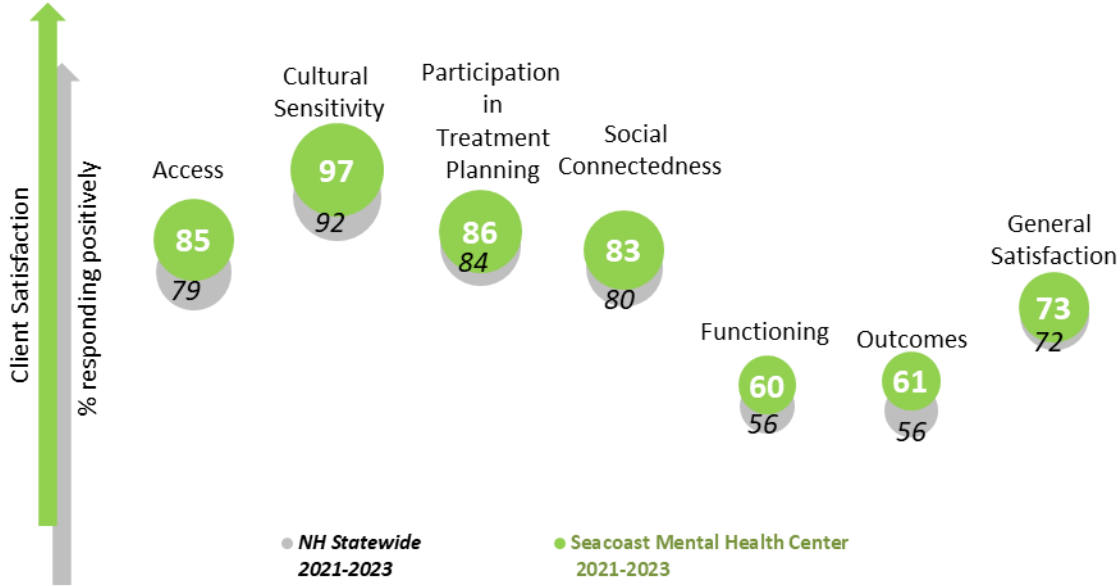 Client Satisfaction
% responding positively
Access
85
79
Cultural
Sensitivity
97
92
Participation
in
Treatment
Planning
86
84
Social
Connectedness
83
80
Functioning
60
56
Outcomes
61
56
General
Satisfaction
73
72
NH Statewide
2021-2023
Seacoast Mental Health Center
2021-2023